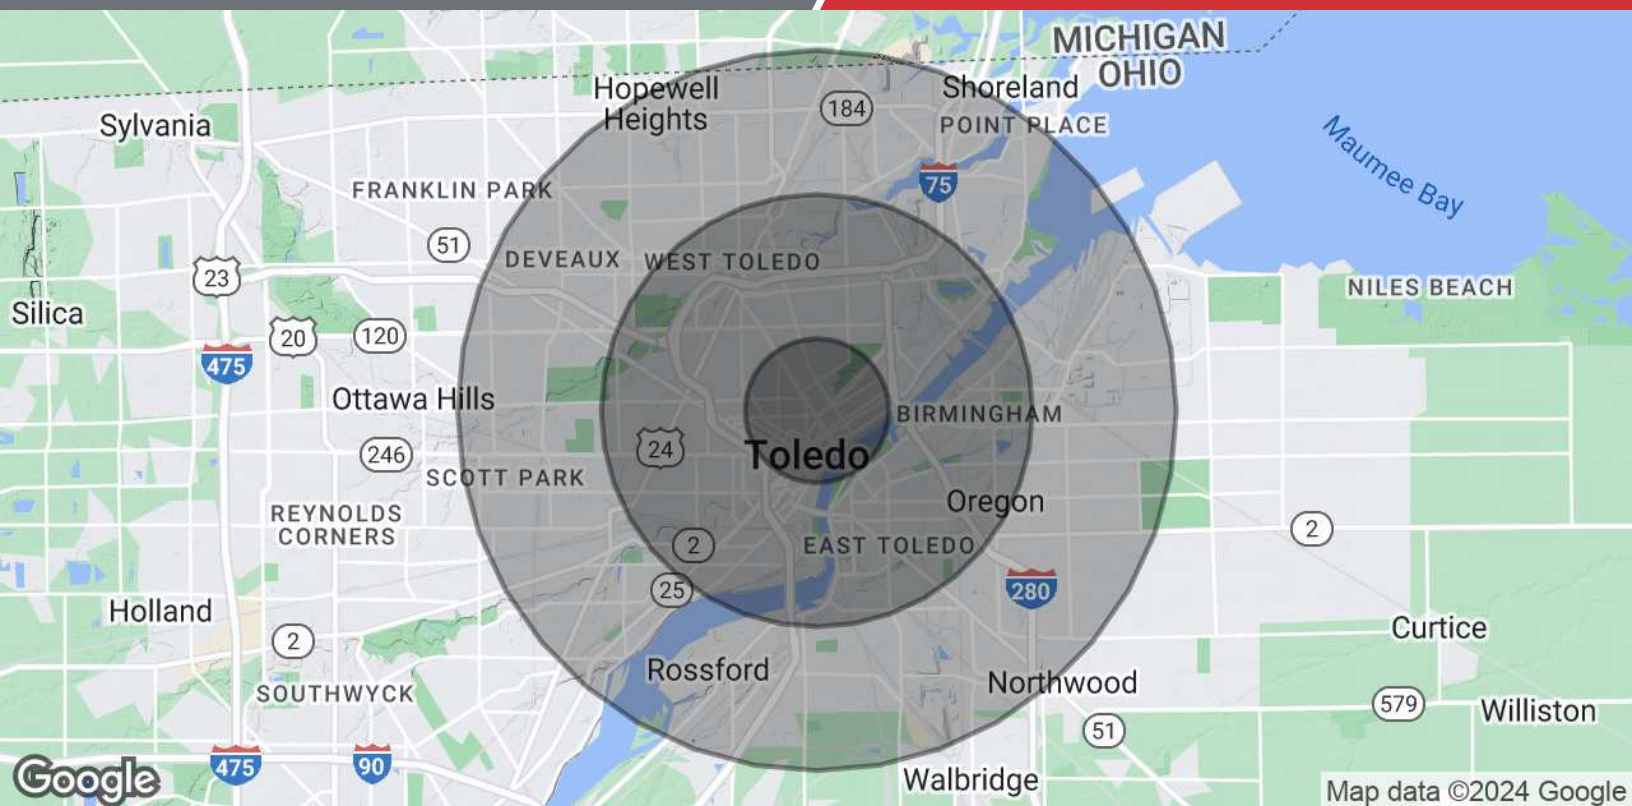 MICHIGAN
OHIO
Hopewell
Heights
Shoreland
184
POINT PLACE
Sylvania
Maumee Bay
75
FRANKLIN PARK
51
DEVEAUX
WEST TOLEDO
23
NILES BEACH
Silica
20
120
475
Ottawa Hills
BIRMINGHAM
24
Toledo
246
SCOTT PARK
Oregon
REYNOLDS
CORNERS
2
2
EAST TOLEDO
25
280
Holland
2
Curtice
Rossford
Northwood
SOUTHWYCK
579
Williston
51
475
90
Google
Walbridge
Map data ©2024 Google